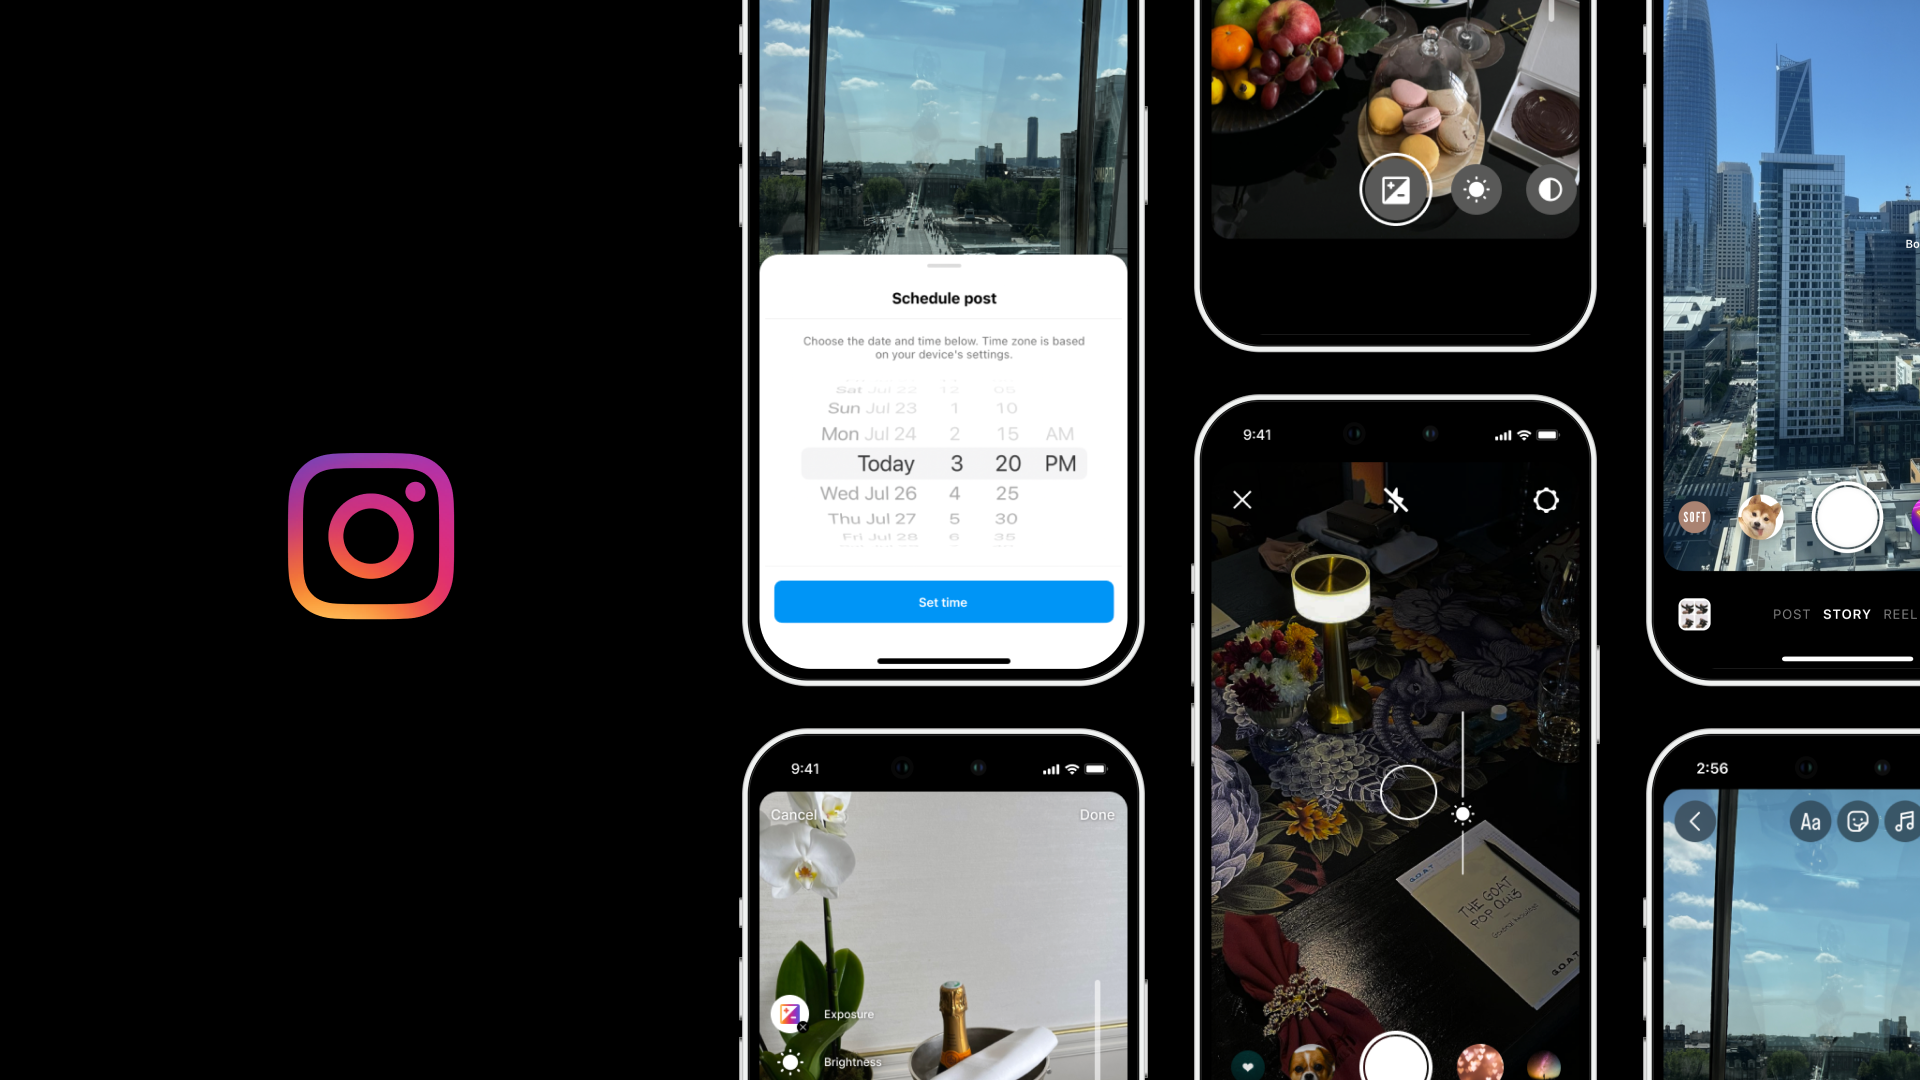 Schedule post
Choose the date and time below. Time zone is based
on your device's settings.
Sat Jul 22 12 05
Sun Jul 23 1 10
Mon Jul 24 2 15 AM
Today 3 20 PM
Wed Jul 26 4 25
Thu Jul 27 5 30
Fri Jul 28 6 35
Set time
9:41
Cancel
Done
Exposure
Brightness
9:41
G.O.A.T
THE GOAT
POP QUIZ
G.O.A.T
Bo
SOFT
POST STORY REEL
2:56
Aa